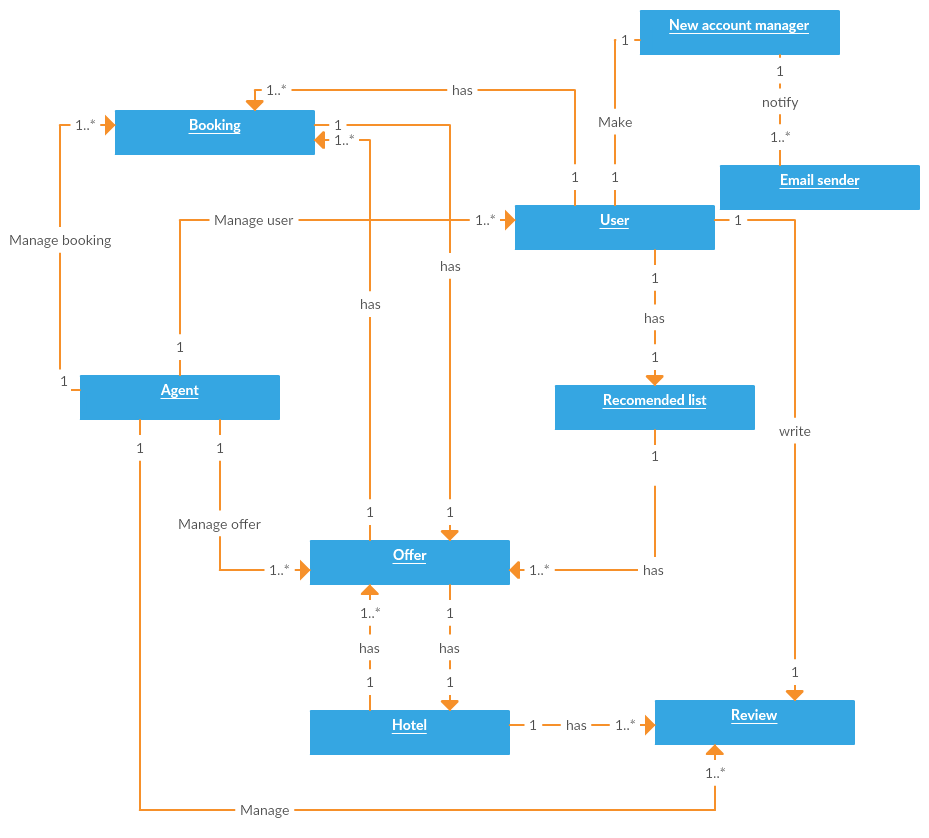 New account manager
1
1
1..*
has
notify
Make
1..*
Booking
1
1..*
1
1
Email sender
Manage user
1..*
User
1
Manage booking
has
1
has
has
1
1
1
Agent
Recomended list
write
1
1
1
1
1
Manage offer
Offer
1..*
1..*
has
1..*
1
has
has
1
1
1
Hotel
1
has
1..*
Review
1..*
Manage